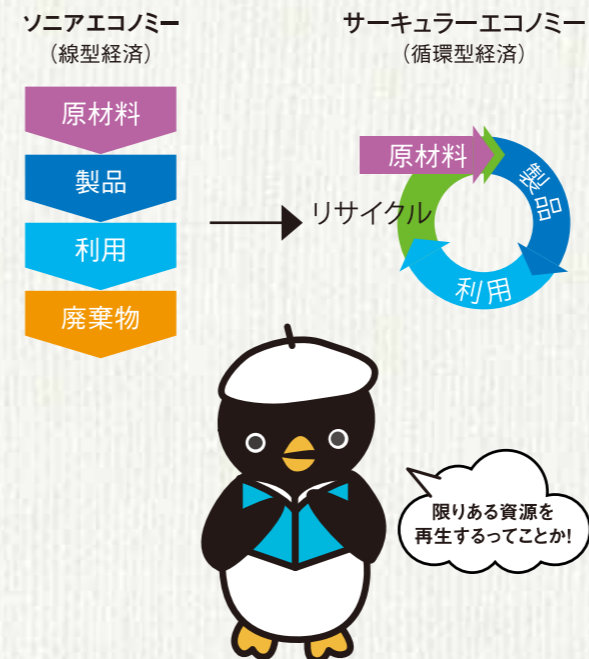 ソニアエコノミー
（線型経済）
原材料
製品
利用
廃棄物
サーキュラーエコノミー
（循環型経済）
原材料
製品
利用
リサイクル
限りある資源を
再生するってことか!